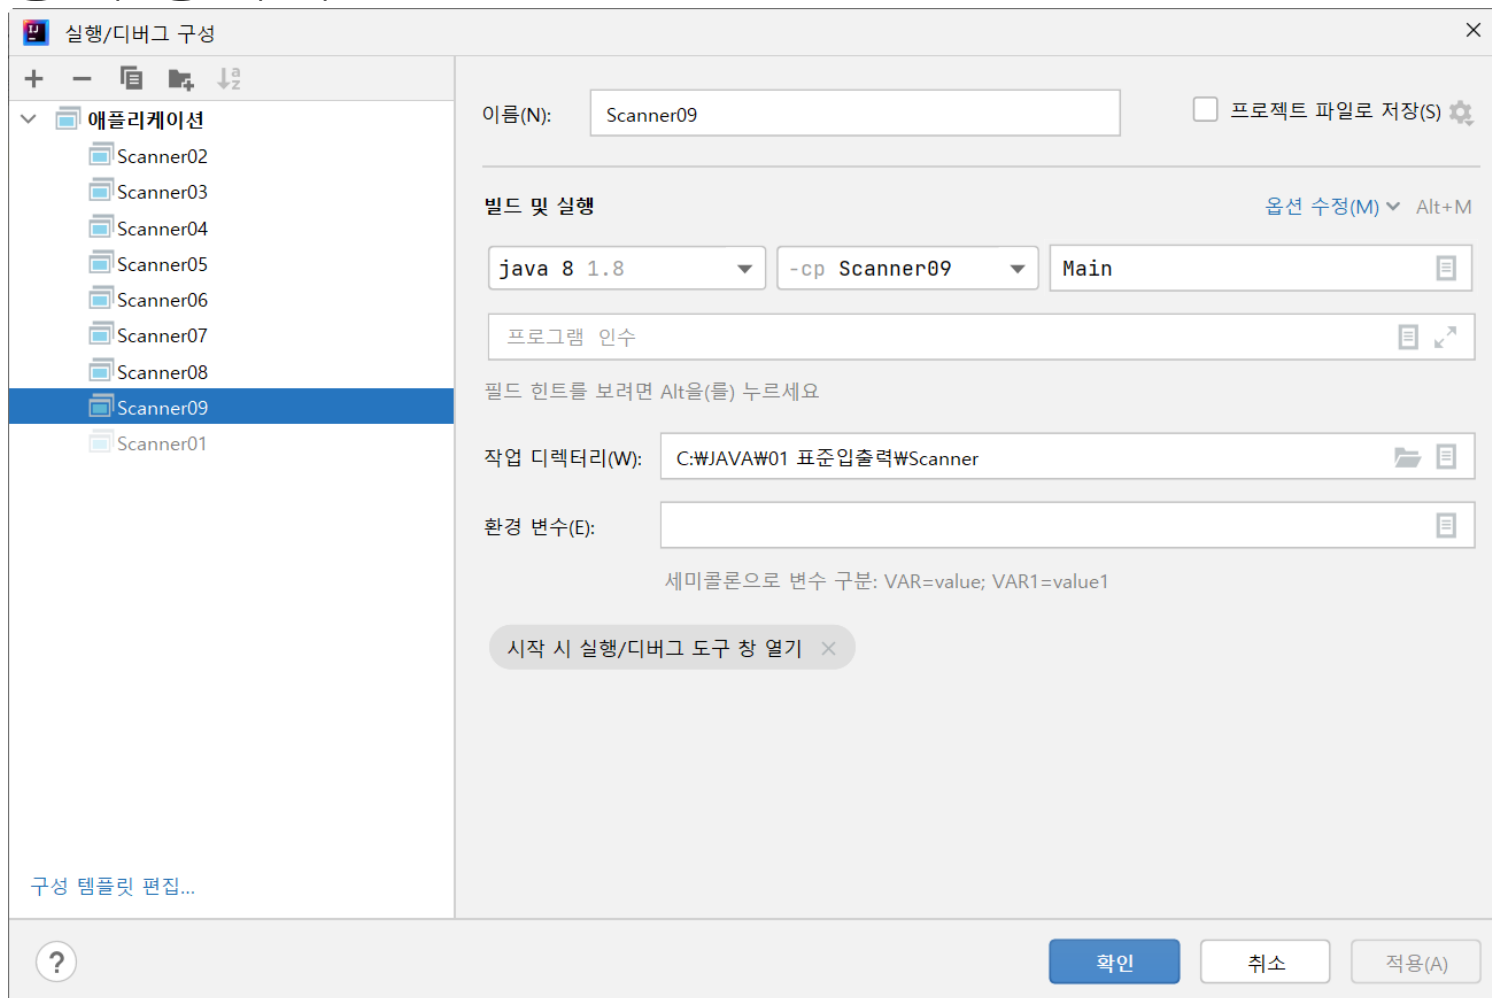 실행/디버그 구성
애플리케이션
Scanner02
Scanner03
Scanner04
Scanner05
Scanner06
Scanner07
Scanner08
Scanner09
Scanner01
구성 템플릿 편집...
이름(N): Scanner09 프로젝트 파일로 저장(S)
빌드 및 실행 옵션 수정(M) Alt+M
java 8 1.8 -cp Scanner09 Main
프로그램 인수
필드 힌트를 보려면 Alt을(를) 누르세요
작업 디렉터리(W): C:₩JAVA₩01 표준입출력₩Scanner
환경 변수(E):
세미콜론으로 변수 구분: VAR=value; VAR1=value1
시작 시 실행/디버그 도구 창 열기
? 확인 취소 적용(A)